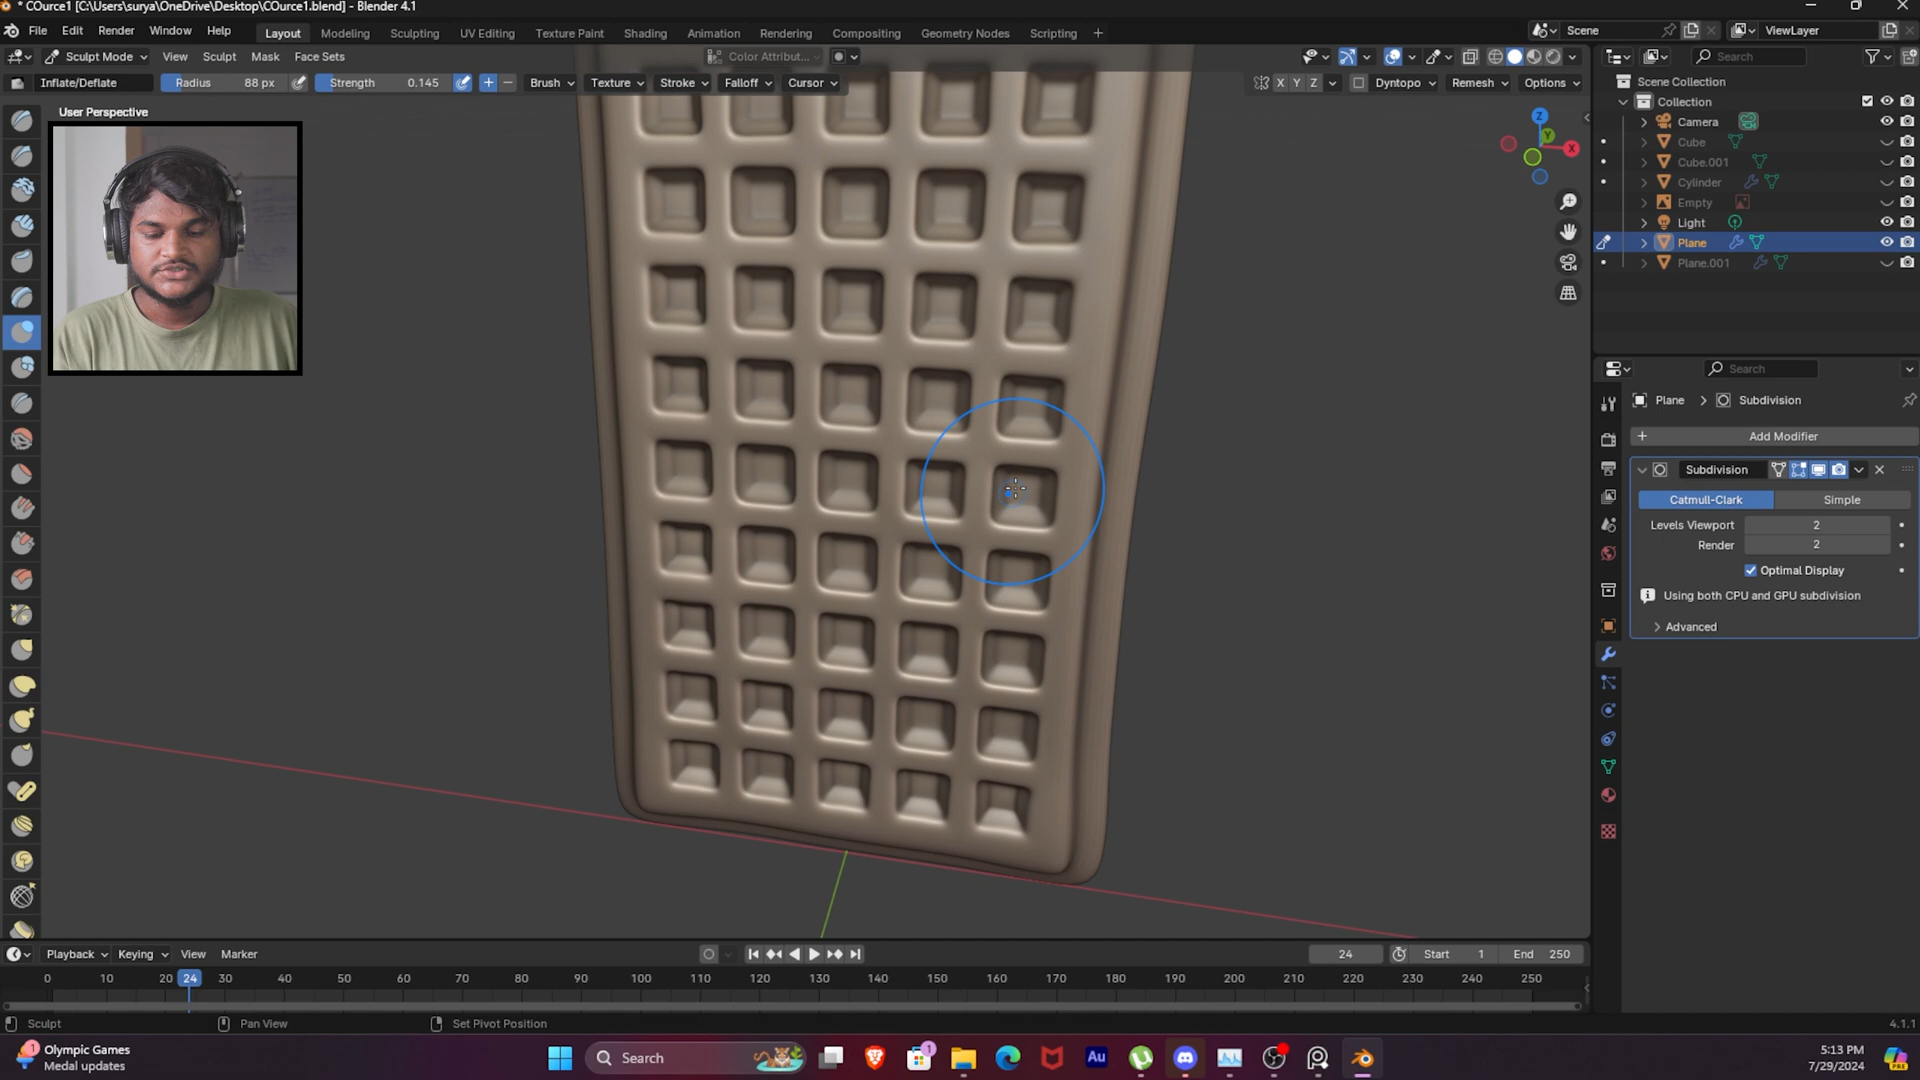 * COurce1 [C:\Users\surya\OneDrive\Desktop\COurce1.blend] - Blender 4.1
File Edit Render Window Help Layout Modeling Sculpting UV Editing Texture Paint Shading Animation Rendering Compositing Geometry Nodes Scripting + Scene ViewLayer
Sculpt Mode View Sculpt Mask Face Sets Color Attribut... Search
Inflate/Deflate Radius 88 px Strength 0.145 Brush Texture Stroke Falloff Cursor X Y Z Dyntopo Remesh Options
User Perspective
Scene Collection
Collection
Camera
Cube
Cube.001
Cylinder
Empty
Light
Plane
Plane.001
Z
Y
X
Search
Plane > Subdivision
+ Add Modifier
Subdivision
Catmull-Clark Simple
Levels Viewport 2
Render 2
Optimal Display
Using both CPU and GPU subdivision
Advanced
Playback Keying View Marker 24 Start 1 End 250
0 10 20 24 30 40 50 60 70 80 90 100 110 120 130 140 150 160 170 180 190 200 210 220 230 240 250
Sculpt Pan View Set Pivot Position 4.1.1
1 Olympic Games
Medal updates
Search
1
Au
5:13 PM
7/29/2024
PRE